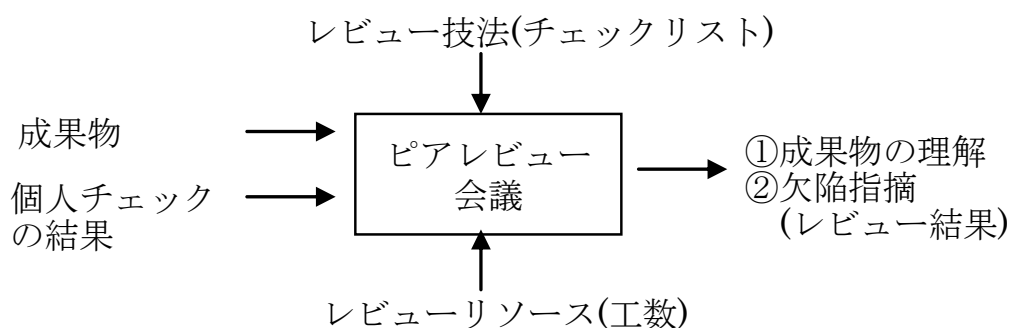 レビュー技法(チェックリスト)
成果物
個人チェック
の結果
ピアレビュー
会議
①成果物の理解
②欠陥指摘
(レビュー結果)
レビューリソース(工数)